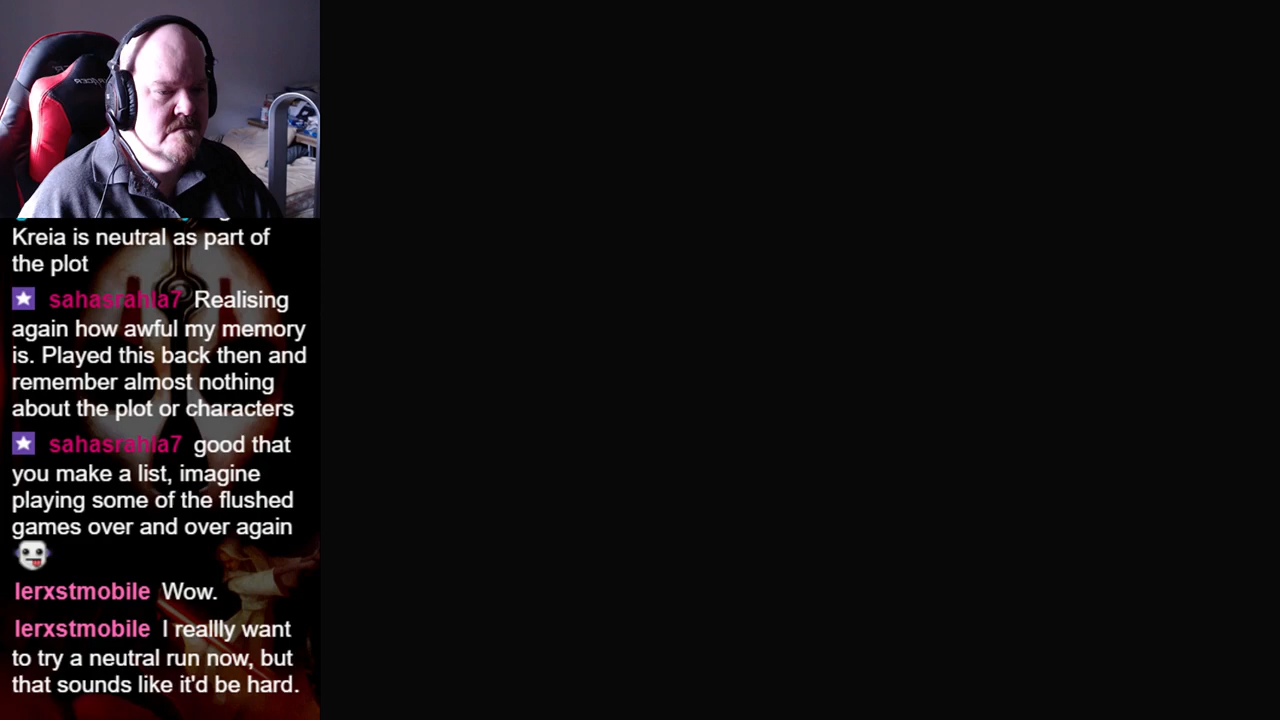 Kreia is neutral as part of
the plot
sahasrahla7 Realising
again how awful my memory
is. Played this back then and
remember almost nothing
about the plot or characters
sahasrahla7 good that
you make a list, imagine
playing some of the flushed
games over and over again
lerxstmobile Wow.
lerxstmobile I reallly want
to try a neutral run now, but
that sounds like it'd be hard.